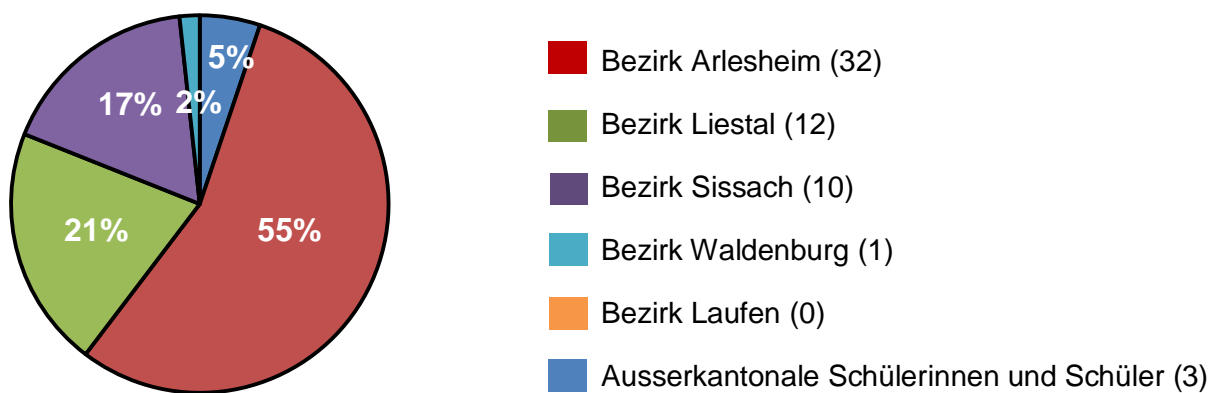 5%
17%
2%
21%
55%
Bezirk Arlesheim (32)
Bezirk Liestal (12)
Bezirk Sissach (10)
Bezirk Waldenburg (1)
Bezirk Laufen (0)
Ausserkantonale Schülerinnen und Schüler (3)